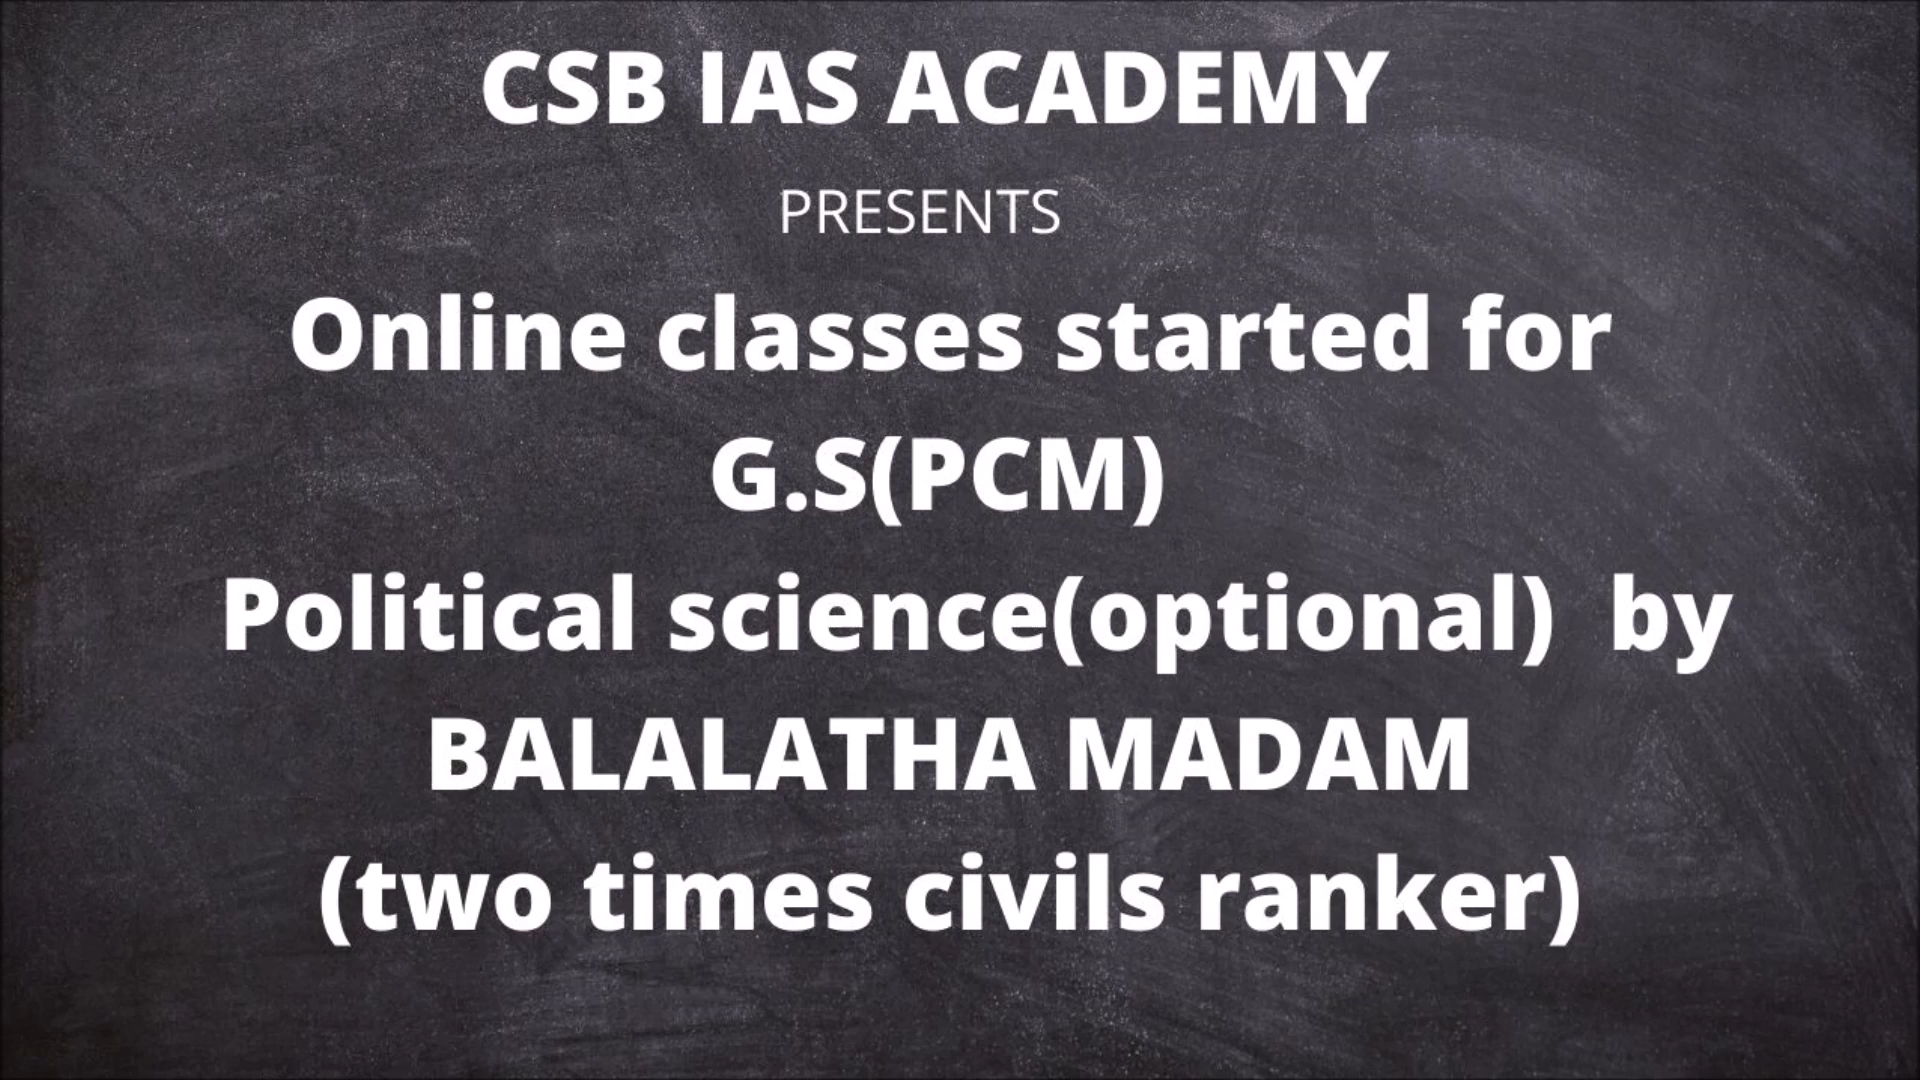 CSB IAS ACADEMY
PRESENTS
Online classes started for
G.S(PCM)
Political science(optional)  by
BALALATHA MADAM
(two times civils ranker)